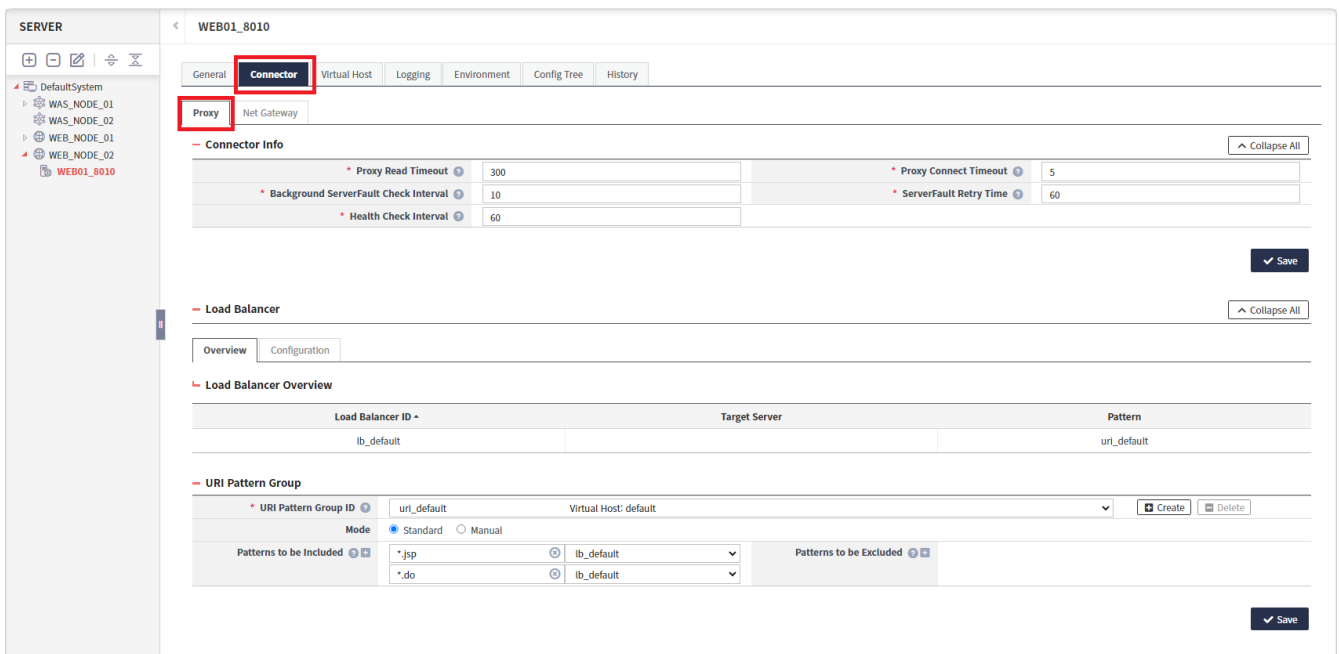 SERVER
WEB01_8010
General Connector Virtual Host Logging Environment Config Tree History
DefaultSystem
WAS_NODE_01
WAS_NODE_02
WEB_NODE_01
WEB_NODE_02
WEB01_8010
Proxy Net Gateway
Connector Info Collapse All
* Proxy Read Timeout 300 * Proxy Connect Timeout 5
* Background ServerFault Check Interval 10 * ServerFault Retry Time 60
* Health Check Interval 60
Save
Load Balancer Collapse All
Overview Configuration
Load Balancer Overview
Load Balancer ID Target Server Pattern
lb_default uri_default
URI Pattern Group
* URI Pattern Group ID uri_default Virtual Host: default Create Delete
Mode Standard Manual
Patterns to be Included *.jsp lb_default Patterns to be Excluded
*.do lb_default
Save